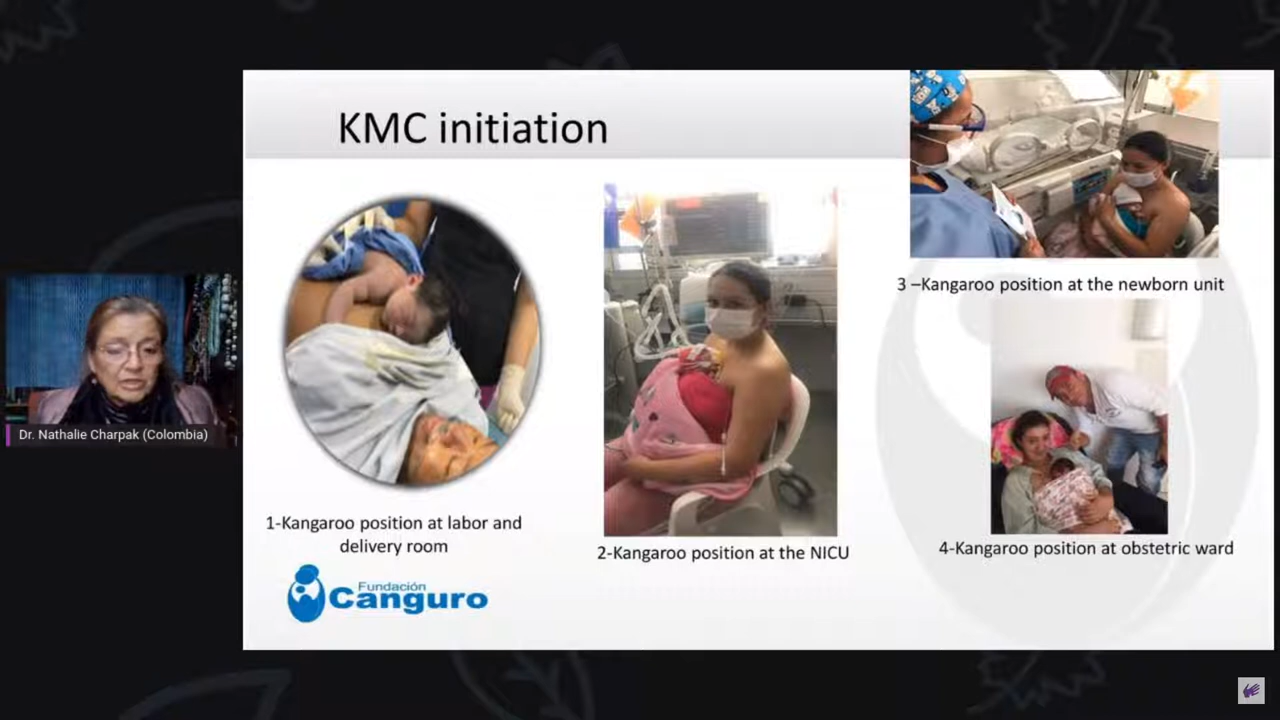 KMC initiation
Dr. Nathalie Charpak (Colombia)
1-Kangaroo position at labor and
delivery room
2-Kangaroo position at the NICU
3 –Kangaroo position at the newborn unit
4-Kangaroo position at obstetric ward
Fundación
Canguro